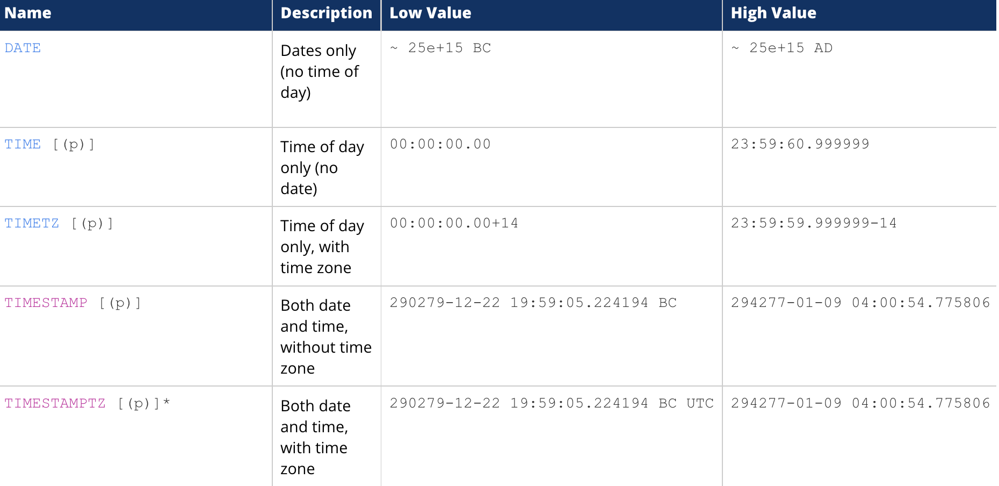 Name Description Low Value High Value
DATE Dates only ~ 25e+15 BC ~ 25e+15 AD
(no time of
day)
TIME [(p)] Time of day 00:00:00.00 23:59:60.999999
only (no
date)
TIMETZ [(p)] Time of day 00:00:00.00+14 23:59:59.999999-14
only, with
time zone
TIMESTAMP [(p)] Both date 290279-12-22 19:59:05.224194 BC 294277-01-09 04:00:54.775806
and time,
without time
zone
TIMESTAMPTZ [(p)]* Both date 290279-12-22 19:59:05.224194 BC UTC 294277-01-09 04:00:54.775806
and time,
with time
zone